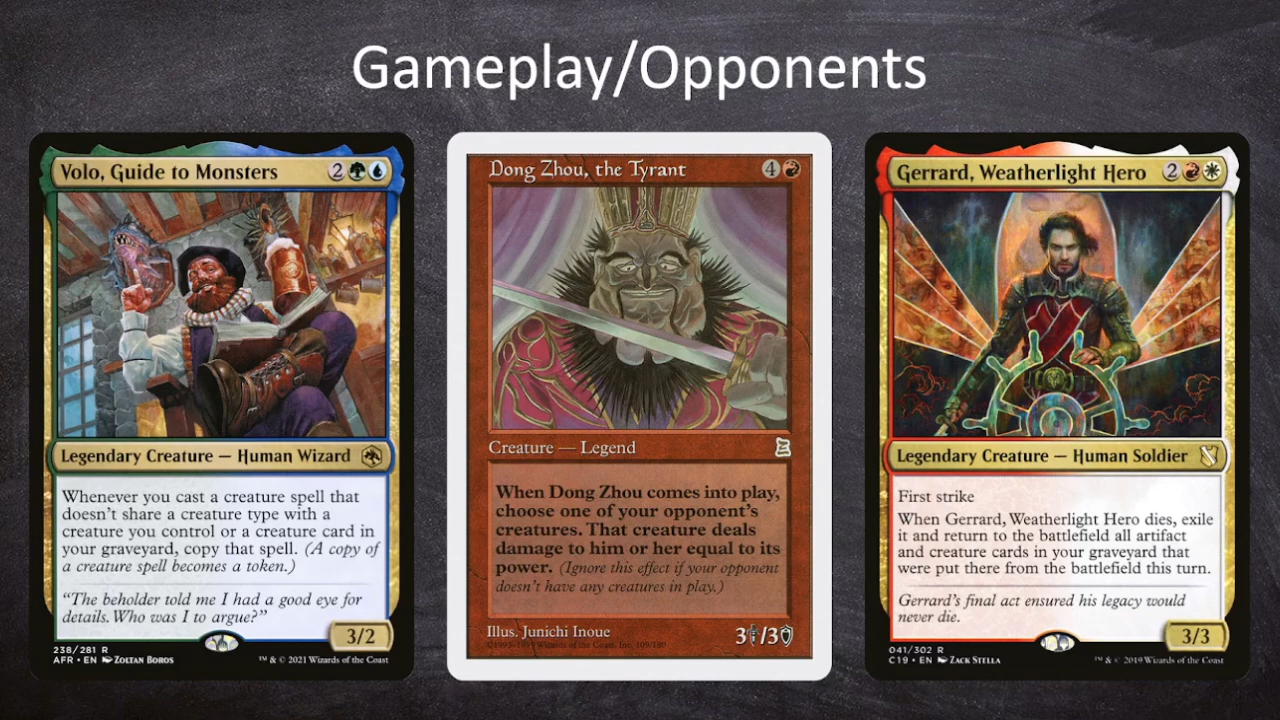 Gameplay/Opponents
Volo, Guide to Monsters 2
Legendary Creature — Human Wizard
Whenever you cast a creature spell that
doesn't share a creature type with a
creature you control or a creature card in
your graveyard, copy that spell. (A copy of
a creature spell becomes a token.)
"The beholder told me I had a good eye for
details. Who was I to argue?"
3/2
238/281 R
AFR • EN Zoltan Boros
™ & © 2021 Wizards of the Coast
Dong Zhou, the Tyrant 4
Creature — Legend
When Dong Zhou comes into play,
choose one of your opponent's
creatures. That creature deals
damage to him or her equal to its
power. (Ignore this effect if your opponent
doesn't have any creatures in play.)
Illus. Junichi Inoue
3/3
Gerrard, Weatherlight Hero 2
Legendary Creature — Human Soldier
First strike
When Gerrard, Weatherlight Hero dies, exile
it and return to the battlefield all artifact
and creature cards in your graveyard that
were put there from the battlefield this turn.
Gerrard's final act ensured his legacy would
never die.
3/3
041/302 R
C19 • EN Zack Stella
™ & © 2019 Wizards of the Coast